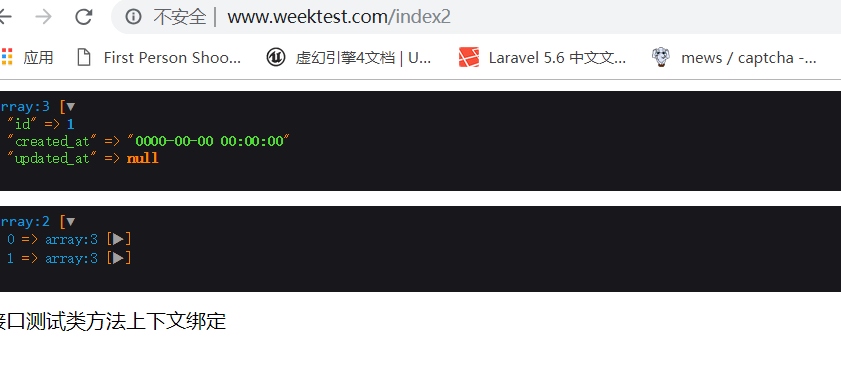 不安全 | www.weektest.com/index2
应用 First Person Shoo... 虚幻引擎4文档 | U... Laravel 5.6 中文文... mews / captcha -...
rray:3 [▼
"id" => 1
"created_at" => "0000-00-00 00:00:00"
"updated_at" => null
rray:2 [▼
0 => array:3 [▶]
1 => array:3 [▶]
接口测试类方法上下文绑定